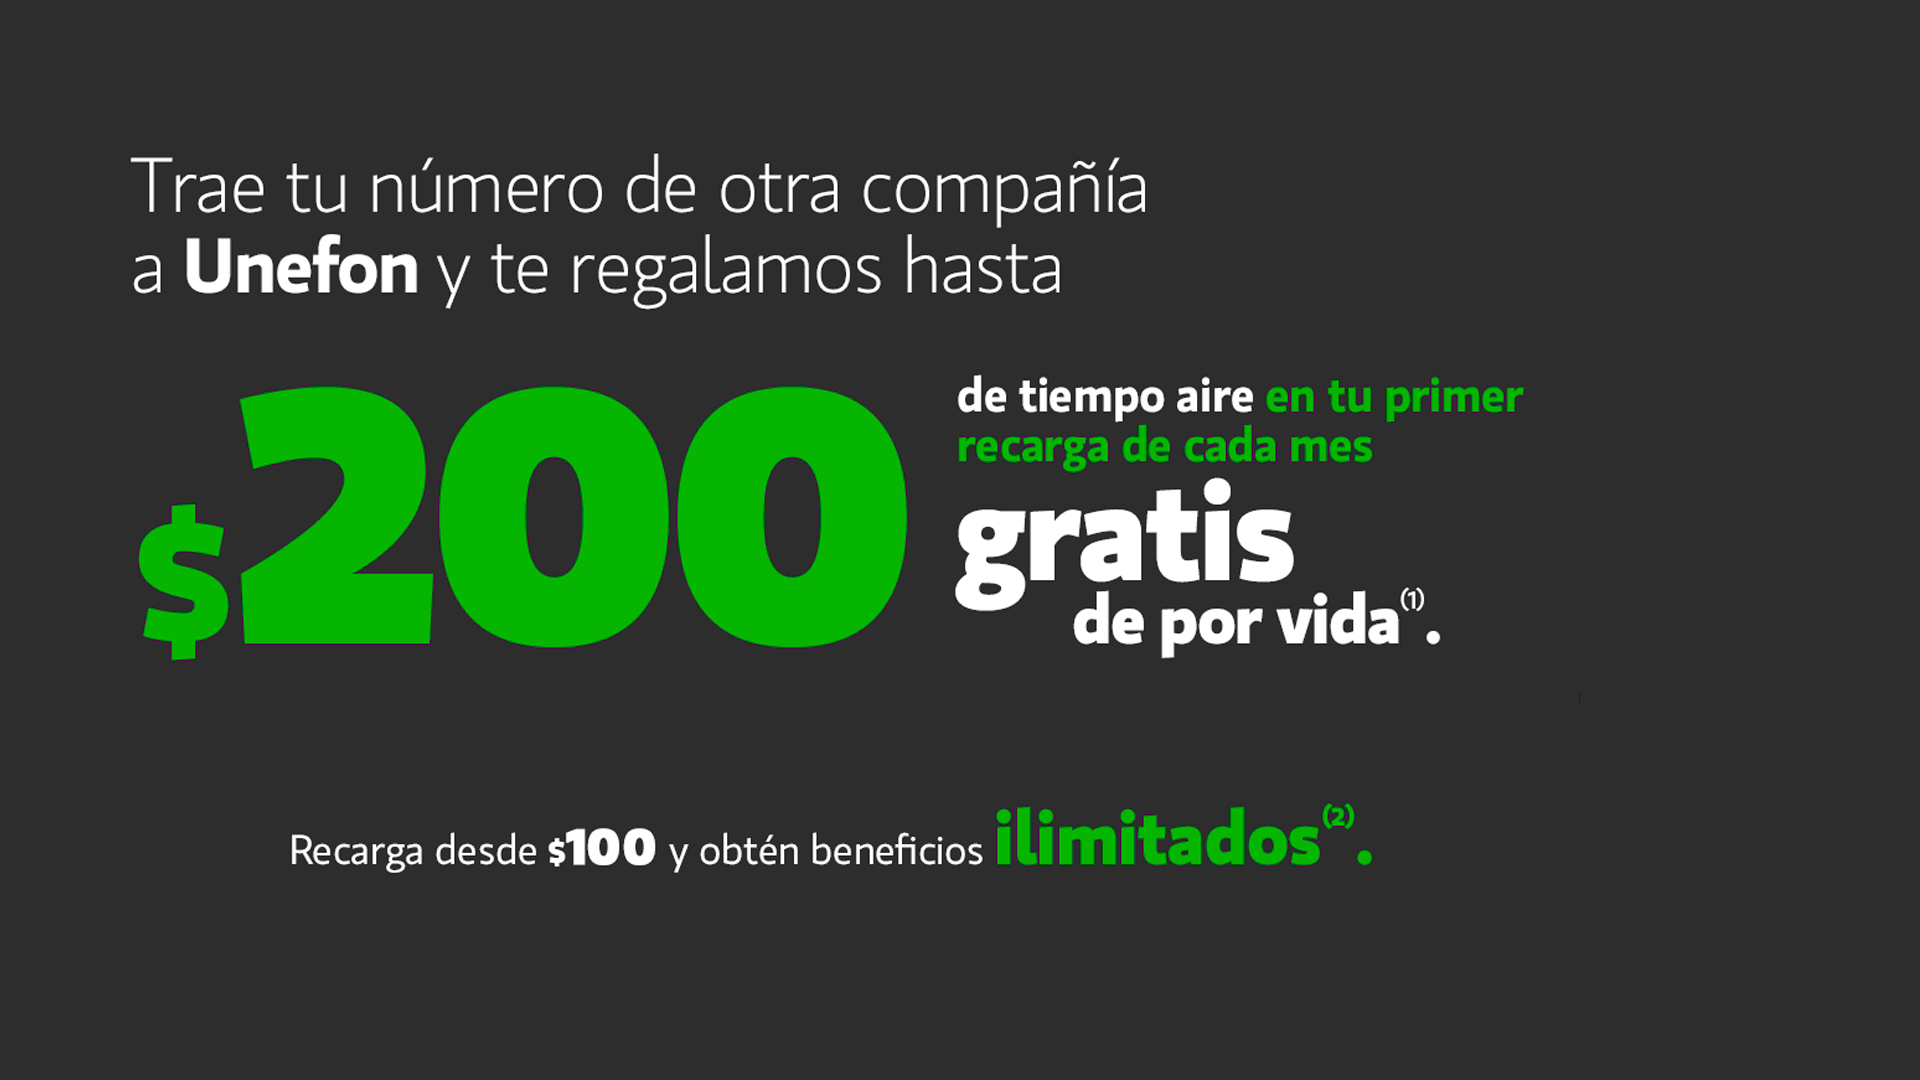 Trae tu número de otra compañía
a Unefon y te regalamos hasta
$200
de tiempo aire en tu primer
recarga de cada mes
gratis
de por vida(1).
Recarga desde $100 y obtén beneficios ilimitados(2).